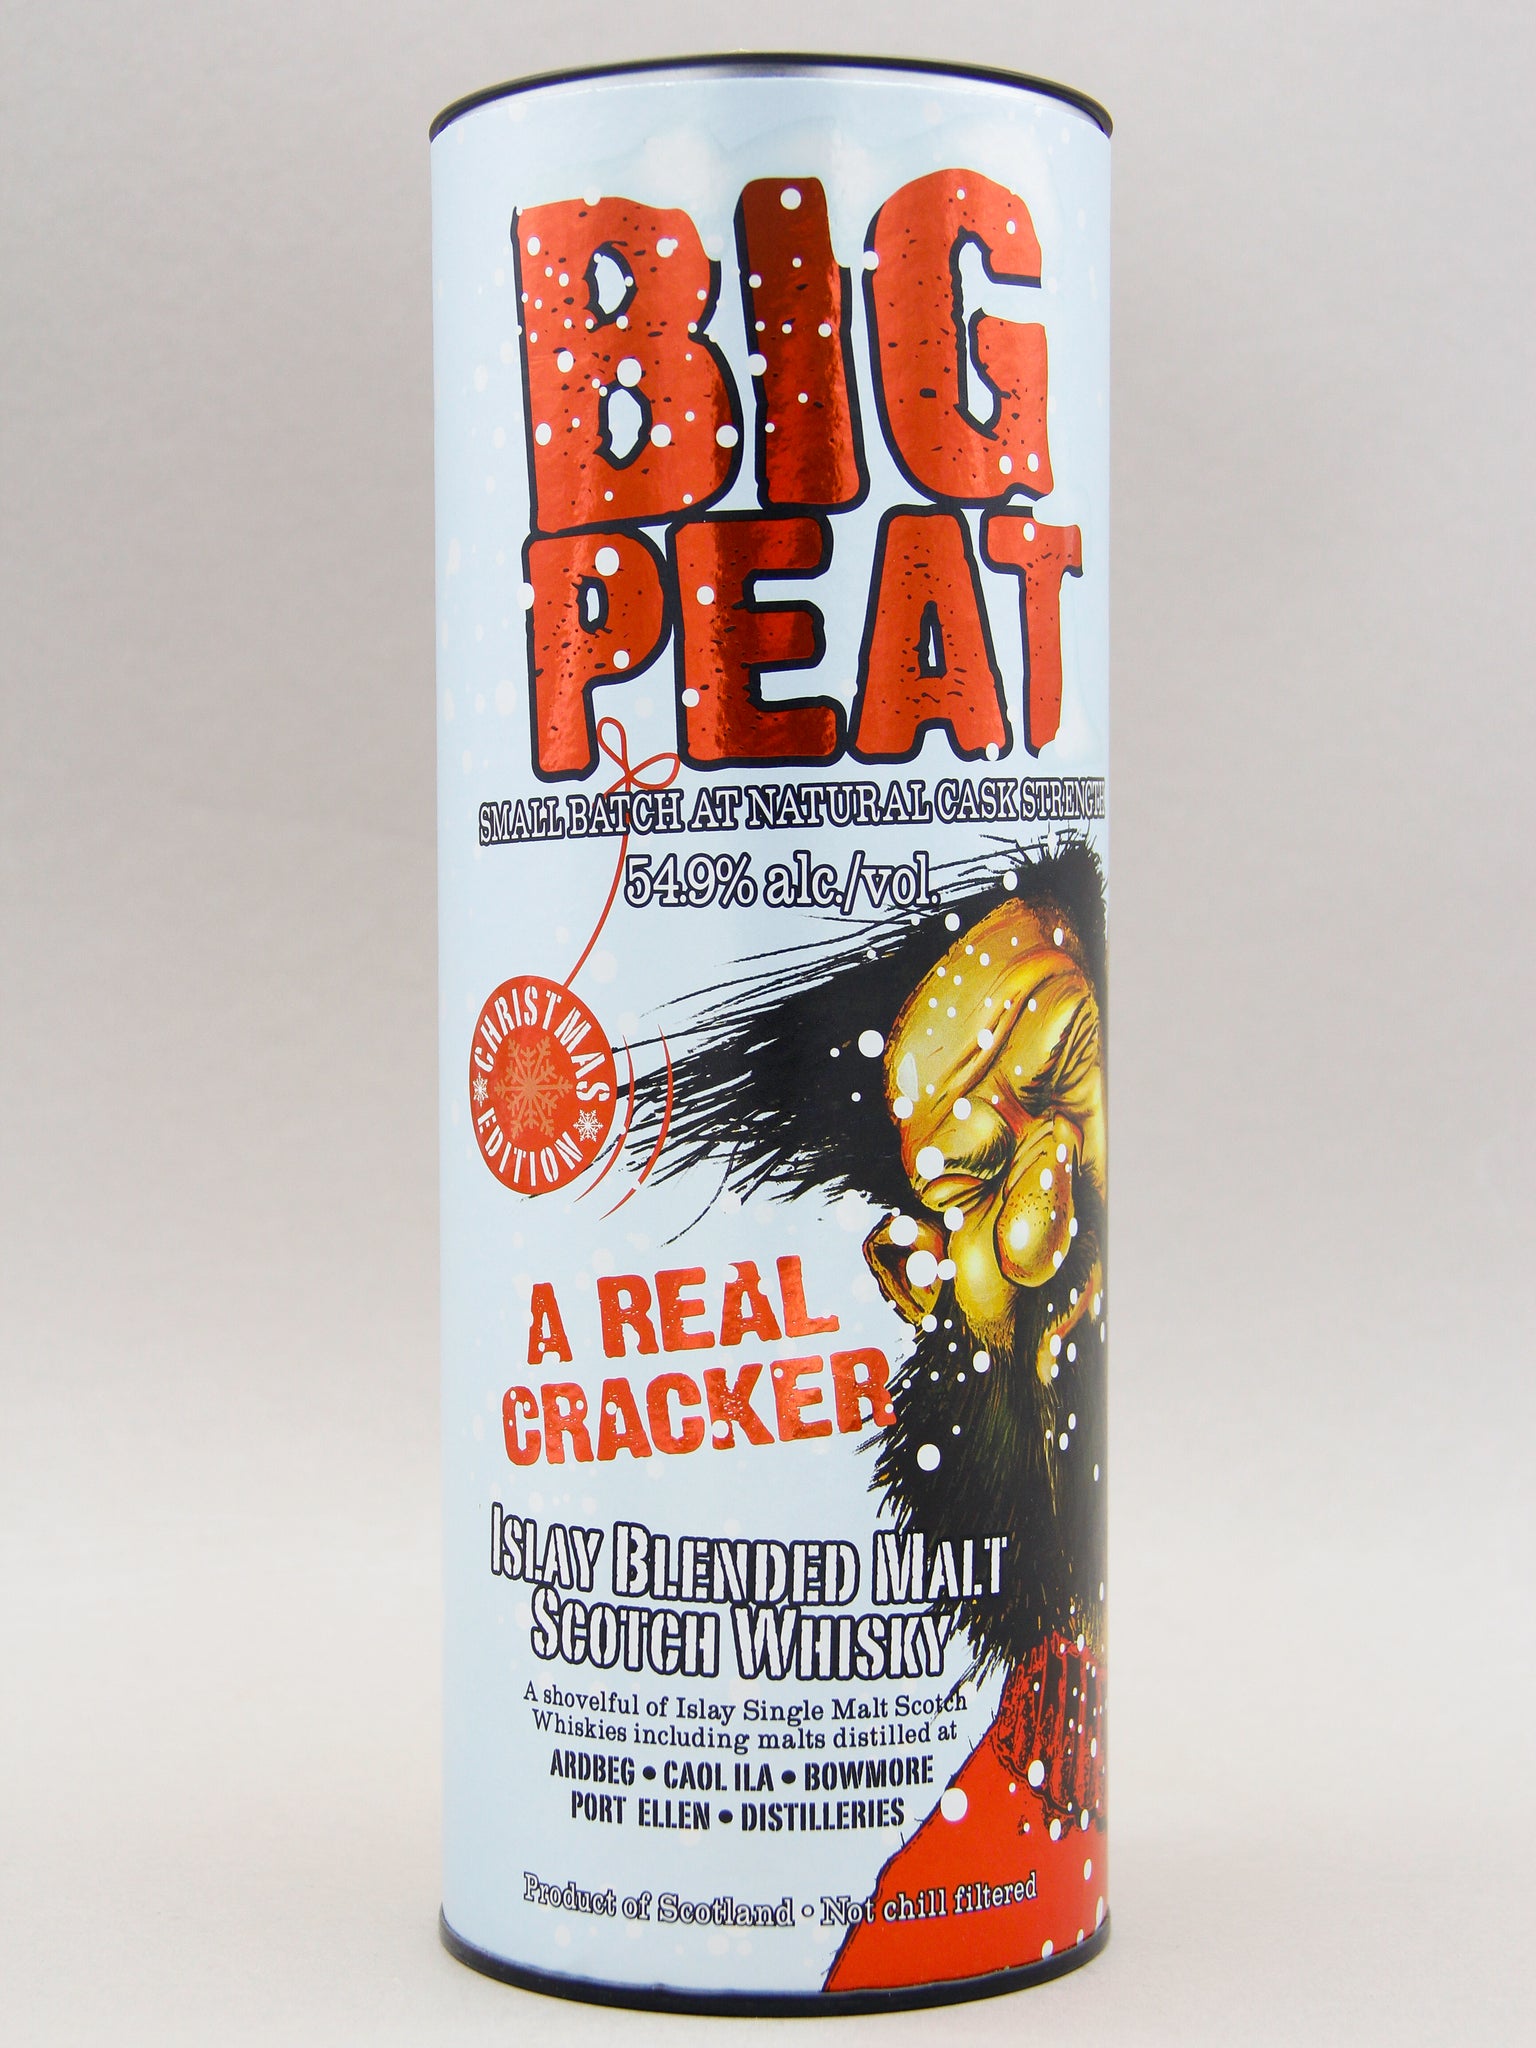 BIG
PEAT
SMALL BATCH AT NATURAL CASK STRENGTH
54.9% alc./vol.
CHRISTMAS
EDITION
A REAL
CRACKER
ISLAY BLENDED MALT
SCOTCH WHISKY
A shovelful of Islay Single Malt Scotch
Whiskies including malts distilled at
ARDBEG • CAOL ILA • BOWMORE
PORT ELLEN • DISTILLERIES
Product of Scotland • Not chill filtered